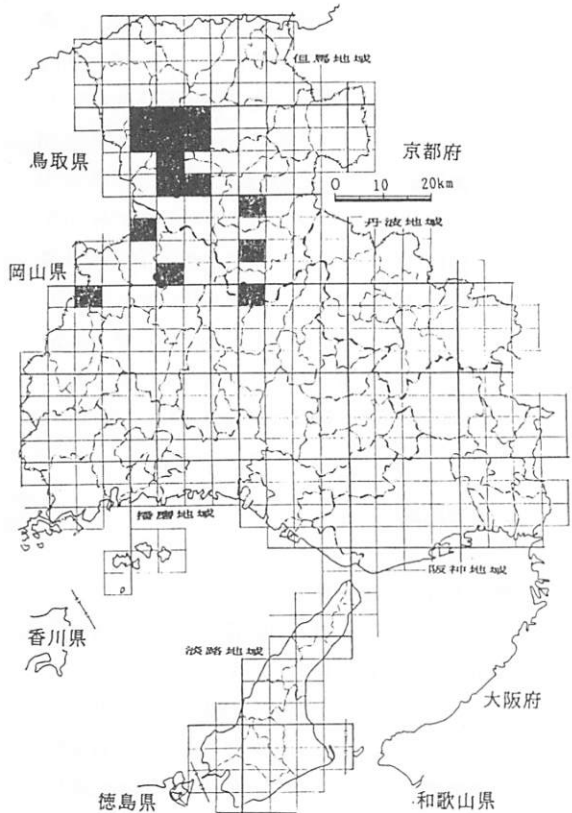 但馬地域
鳥取県
京都府
0 10 20km
丹波地域
岡山県
播磨地域
阪神地域
香川県
淡路地域
大阪府
徳島県
和歌山県